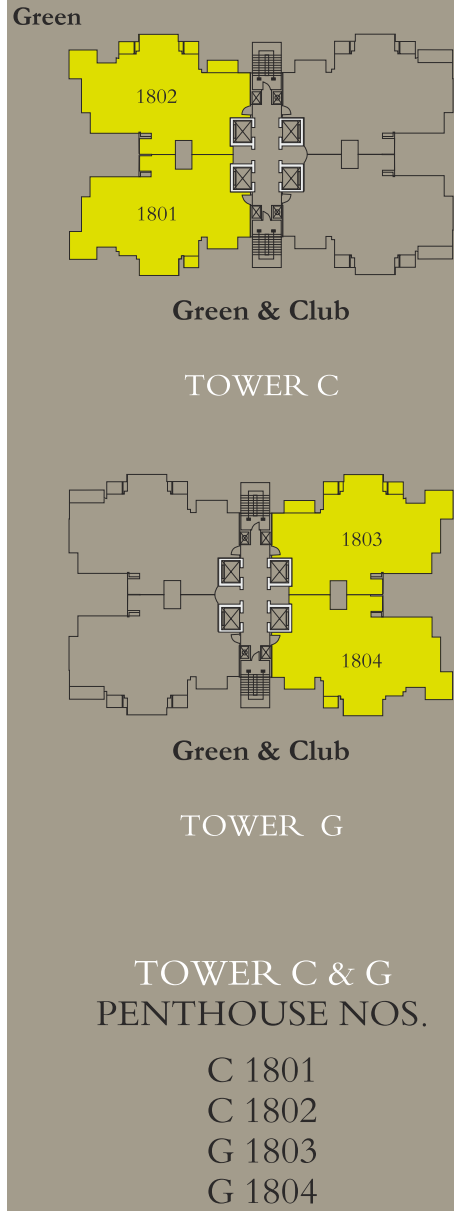 Green
1802
1801
Green & Club
TOWER C
1803
1804
Green & Club
TOWER G
TOWER C & G
PENTHOUSE NOS.
C 1801
C 1802
G 1803
G 1804